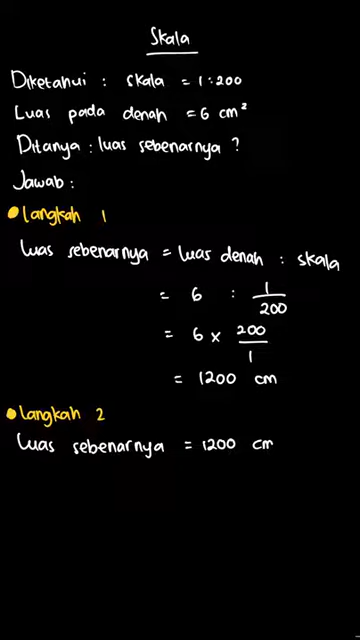 Skala
Diketahui : skala = 1:200
Luas pada denah = 6 cm²
Ditanya : luas sebenarnya ?
Jawab :
• Langkah 1
Luas sebenarnya = luas denah : skala
= 6 : 1/200
= 6 × 200/1
= 1200 cm
• Langkah 2
Luas sebenarnya = 1200 cm